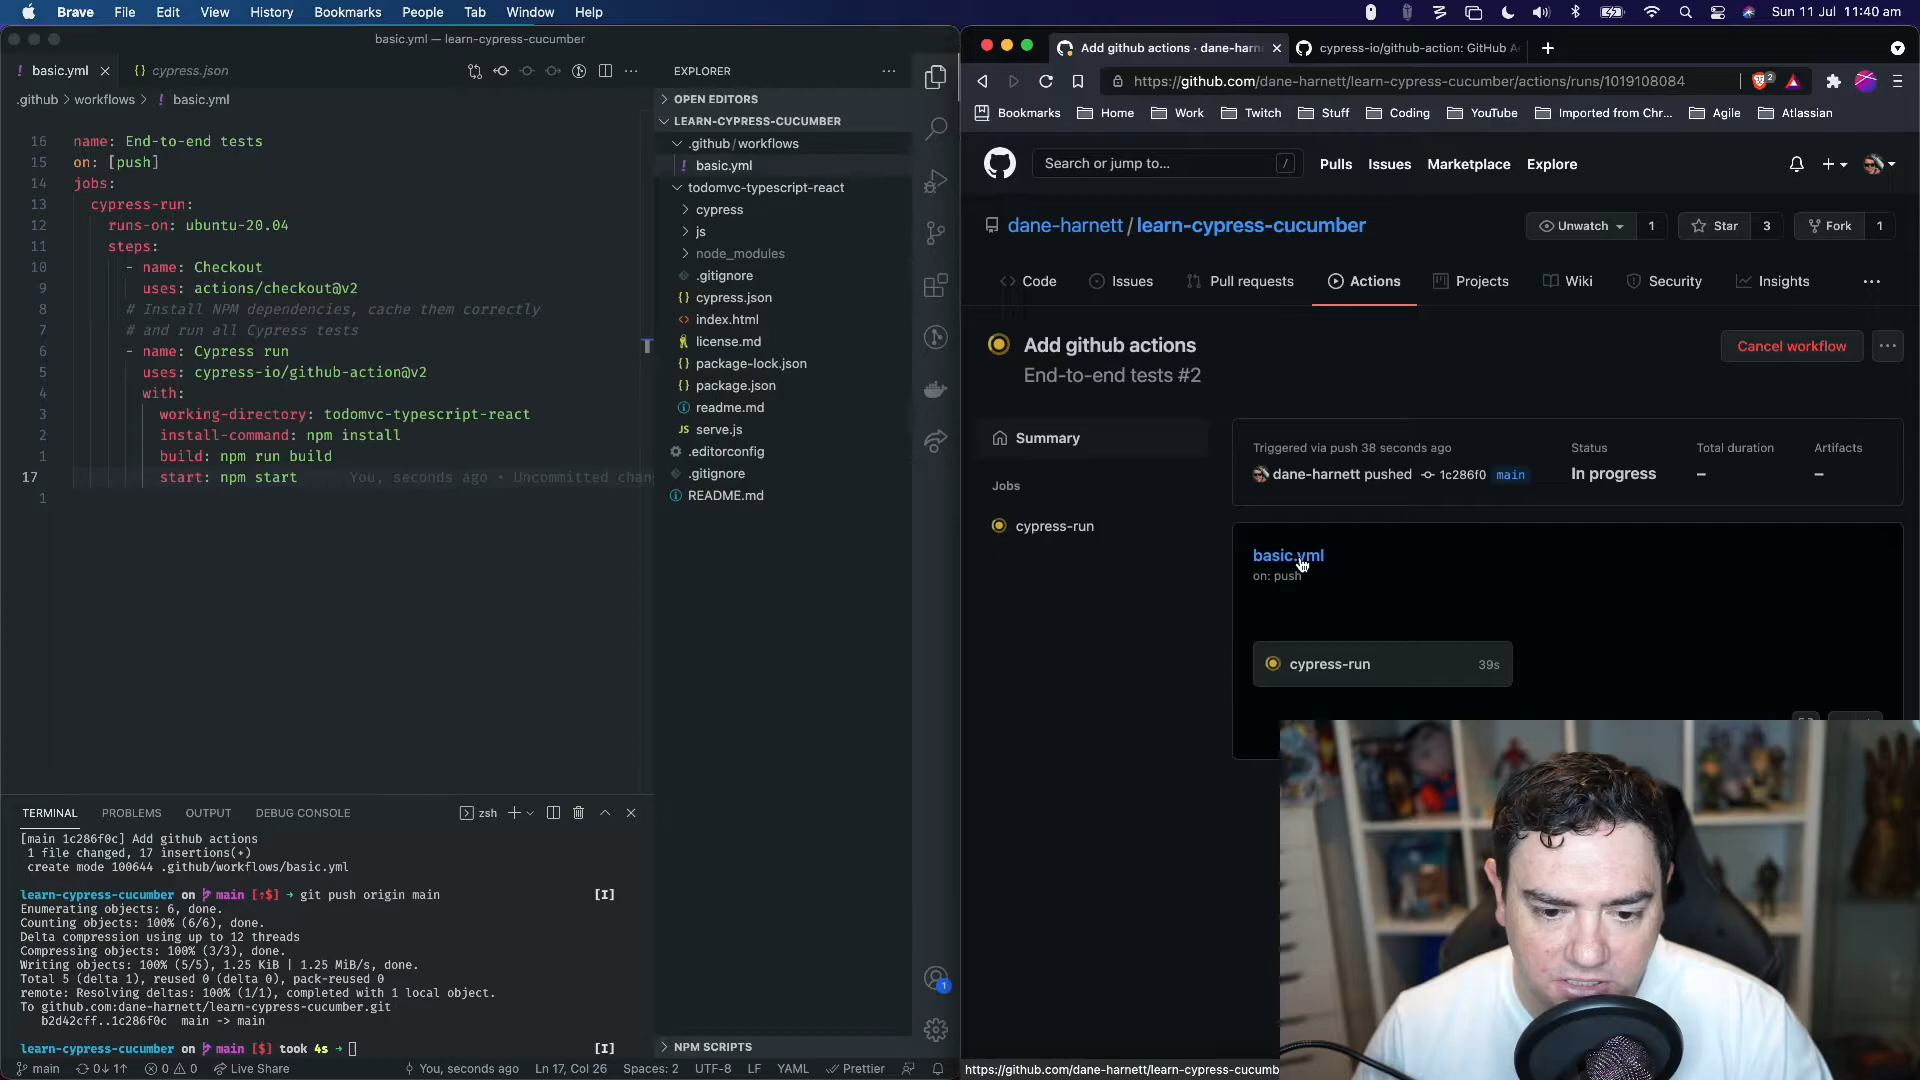 Brave File Edit View History Bookmarks People Tab Window Help
Sun 11 Jul 11:40 am
basic.yml — learn-cypress-cucumber
basic.yml
cypress.json
.github > workflows > ! basic.yml
16 name: End-to-end tests
15 on: [push]
14 jobs:
13 cypress-run:
12 runs-on: ubuntu-20.04
11 steps:
10 - name: Checkout
9 uses: actions/checkout@v2
8 # Install NPM dependencies, cache them correctly
7 # and run all Cypress tests
6 - name: Cypress run
5 uses: cypress-io/github-action@v2
4 with:
3 working-directory: todomvc-typescript-react
2 install-command: npm install
1 build: npm run build
17 start: npm start You, seconds ago • Uncommitted chan
1
EXPLORER
OPEN EDITORS
LEARN-CYPRESS-CUCUMBER
.github / workflows
! basic.yml
todomvc-typescript-react
cypress
js
node_modules
.gitignore
{} cypress.json
<> index.html
license.md
{} package-lock.json
{} package.json
readme.md
JS serve.js
.editorconfig
.gitignore
README.md
NPM SCRIPTS
1
TERMINAL PROBLEMS OUTPUT DEBUG CONSOLE
zsh
[main 1c286f0c] Add github actions
1 file changed, 17 insertions(+)
create mode 100644 .github/workflows/basic.yml
learn-cypress-cucumber on main [↑$] → git push origin main [I]
Enumerating objects: 6, done.
Counting objects: 100% (6/6), done.
Delta compression using up to 12 threads
Compressing objects: 100% (3/3), done.
Writing objects: 100% (5/5), 1.25 KiB | 1.25 MiB/s, done.
Total 5 (delta 1), reused 0 (delta 0), pack-reused 0
remote: Resolving deltas: 100% (1/1), completed with 1 local object.
To github.com:dane-harnett/learn-cypress-cucumber.git
b2d42cff..1c286f0c main -> main
learn-cypress-cucumber on main [$] took 4s → [I]
main 0↓ 1↑ 0 0 Live Share You, seconds ago Ln 17, Col 26 Spaces: 2 UTF-8 LF YAML Prettier
Add github actions · dane-harn
cypress-io/github-action: GitHub A
https://github.com/dane-harnett/learn-cypress-cucumber/actions/runs/1019108084
2
Bookmarks Home Work Twitch Stuff Coding YouTube Imported from Chr... Agile Atlassian
Search or jump to... /
Pulls Issues Marketplace Explore
dane-harnett / learn-cypress-cucumber
Unwatch 1 Star 3 Fork 1
Code Issues Pull requests Actions Projects Wiki Security Insights
Add github actions
End-to-end tests #2
Cancel workflow
Summary
Jobs
cypress-run
Triggered via push 38 seconds ago
dane-harnett pushed 1c286f0 main
Status
In progress
Total duration
–
Artifacts
–
basic.yml
on: push
cypress-run 39s
https://github.com/dane-harnett/learn-cypress-cucumb